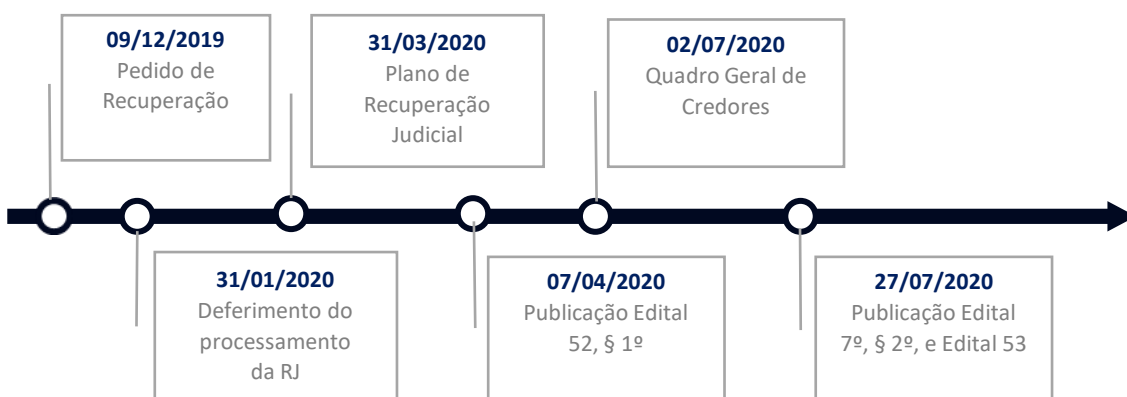 09/12/2019
Pedido de
Recuperação
31/03/2020
Plano de
Recuperação
Judicial
02/07/2020
Quadro Geral de
Credores
31/01/2020
Deferimento do
processamento
da RJ
07/04/2020
Publicação Edital
52, § 1º
27/07/2020
Publicação Edital
7º, § 2º, e Edital 53